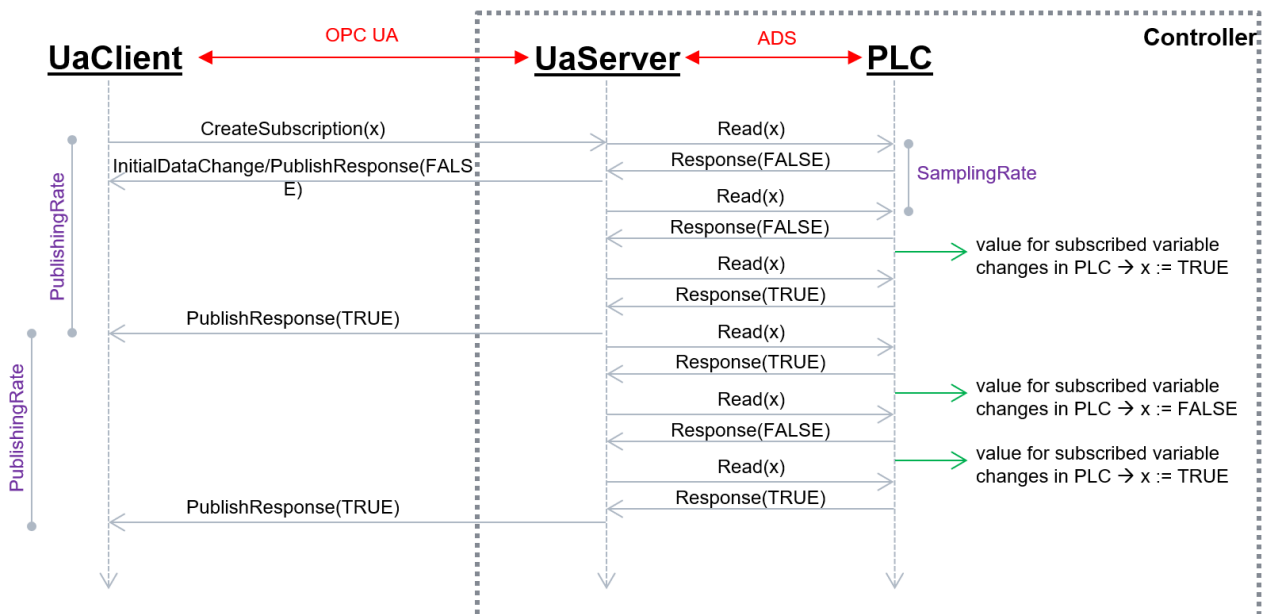 OPC UA
ADS
Controller
UaClient
UaServer
PLC
CreateSubscription(x)
Read(x)
InitialDataChange/PublishResponse(FALS
E)
Response(FALSE)
SamplingRate
PublishingRate
Read(x)
Response(FALSE)
value for subscribed variable
changes in PLC → x := TRUE
Read(x)
Response(TRUE)
PublishResponse(TRUE)
Read(x)
Response(TRUE)
PublishingRate
value for subscribed variable
changes in PLC → x := FALSE
Read(x)
Response(FALSE)
value for subscribed variable
changes in PLC → x := TRUE
Read(x)
Response(TRUE)
PublishResponse(TRUE)